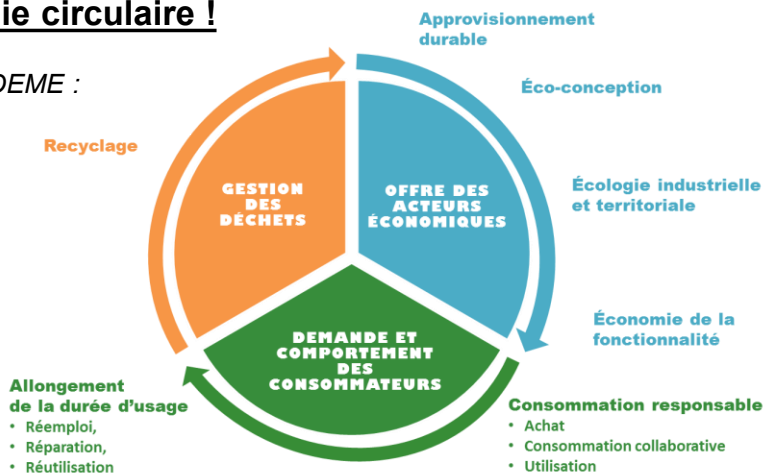 ie circulaire !
DEME :
Approvisionnement
durable
Éco-conception
Recyclage
GESTION
DES
DÉCHETS
OFFRE DES
ACTEURS
ÉCONOMIQUES
Écologie industrielle
et territoriale
Économie de la
fonctionnalité
DEMANDE ET
COMPORTEMENT
DES
CONSOMMATEURS
Allongement
de la durée d’usage
• Réemploi,
• Réparation,
• Réutilisation
Consommation responsable
• Achat
• Consommation collaborative
• Utilisation